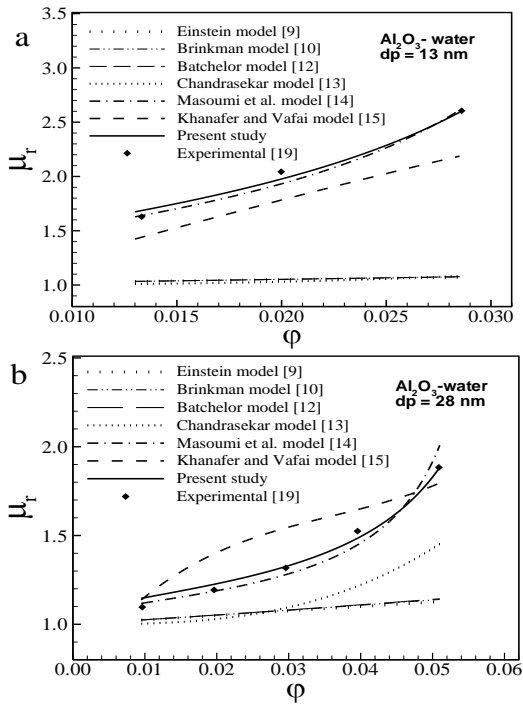 a
Einstein model [9]
Brinkman model [10]
Batchelor model [12]
Chandrasekar model [13]
Masoumi et al. model [14]
Khanafer and Vafai model [15]
Present study
Experimental [19]
Al₂O₃- water
dp = 13 nm
3.5
3.0
2.5
2.0
1.5
1.0
μr
0.010
0.015
0.020
0.025
0.030
φ
b
Einstein model [9]
Brinkman model [10]
Batchelor model [12]
Chandrasekar model [13]
Masoumi et al. model [14]
Khanafer and Vafai model [15]
Present study
Experimental [19]
Al₂O₃-water
dp = 28 nm
2.5
2.0
1.5
1.0
μr
0.00
0.01
0.02
0.03
0.04
0.05
0.06
φ